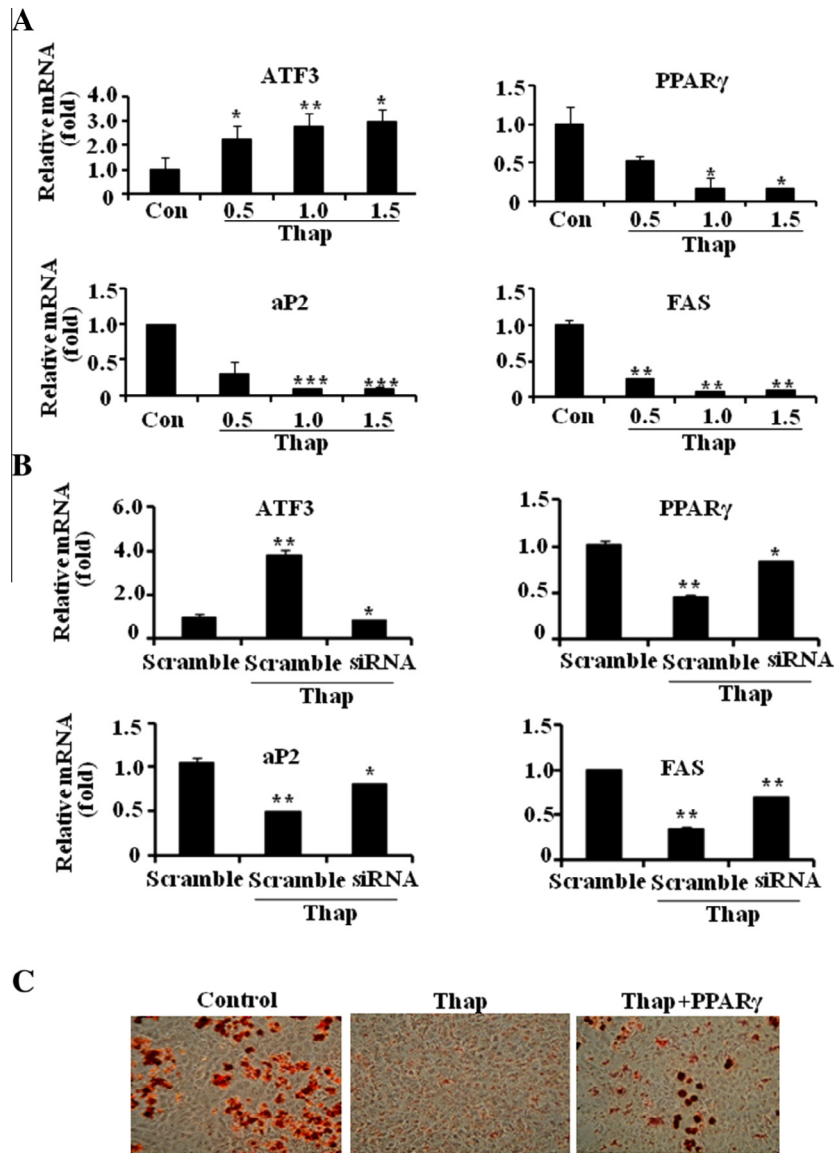 A
ATF3
Relative mRNA
(fold)
4.0
3.0
2.0
1.0
0
*
**
*
Con
0.5
1.0
1.5
Thap
PPARγ
1.5
1.0
0.5
0
*
*
Con
0.5
1.0
1.5
Thap
aP2
Relative mRNA
(fold)
1.5
1.0
0.5
0
***
***
Con
0.5
1.0
1.5
Thap
FAS
1.5
1.0
0.5
0
**
**
**
Con
0.5
1.0
1.5
Thap
B
ATF3
Relative mRNA
(fold)
6.0
4.0
2.0
0
**
*
Scramble
Scramble
siRNA
Thap
PPARγ
1.5
1.0
0.5
0
**
*
Scramble
Scramble
siRNA
Thap
aP2
Relative mRNA
(fold)
1.5
1.0
0.5
0
**
*
Scramble
Scramble
siRNA
Thap
FAS
1.5
1.0
0.5
0
**
**
Scramble
Scramble
siRNA
Thap
C
Control
Thap
Thap+PPARγ